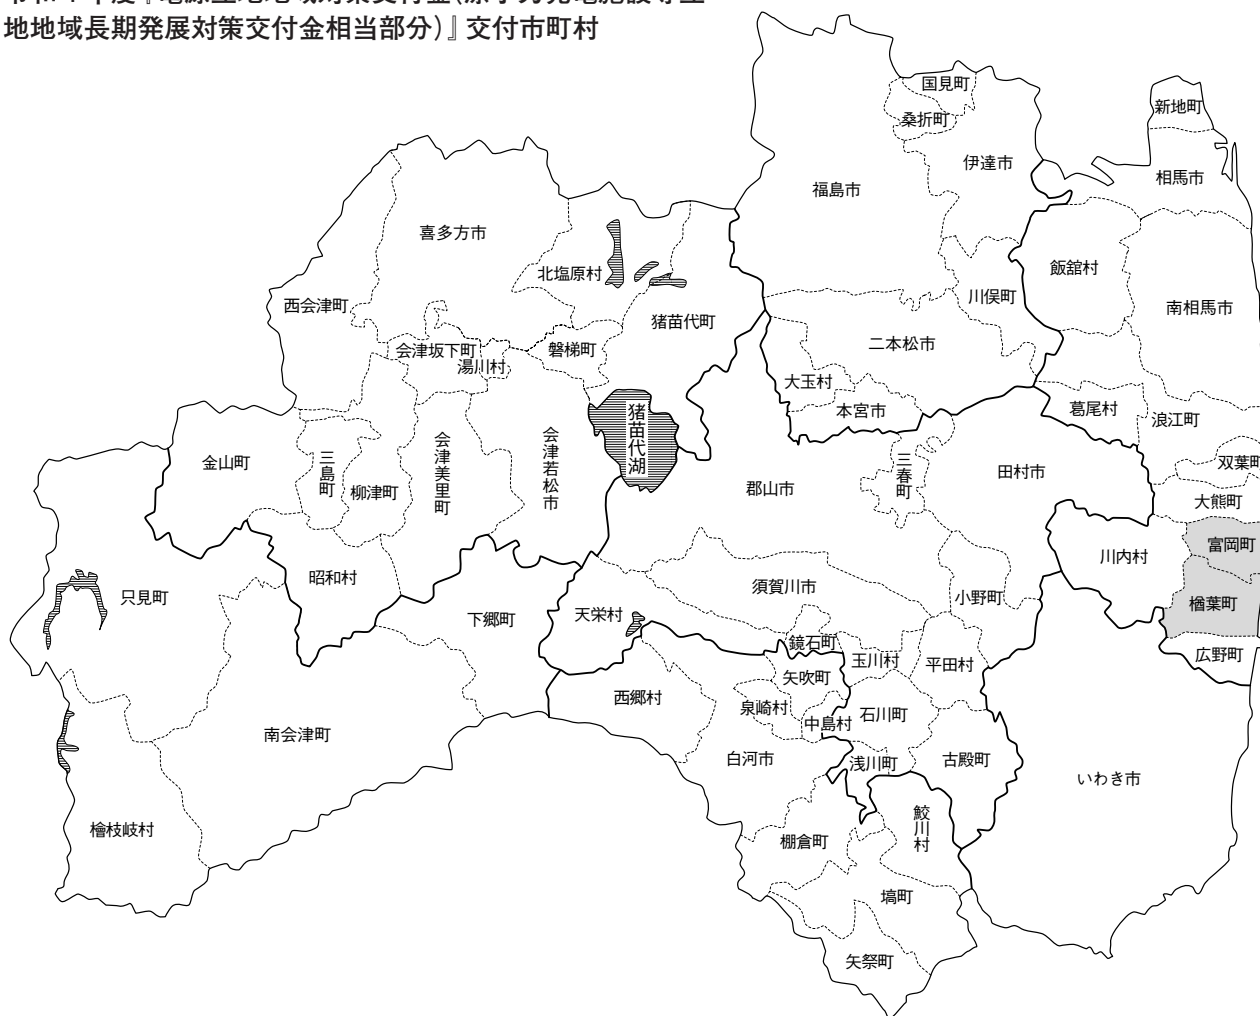 地地域長期発展対策交付金相当部分)』交付市町村
国見町
桑折町
新地町
伊達市
相馬市
福島市
喜多方市
北塩原村
飯舘村
川俣町
西会津町
南相馬市
猪苗代町
二本松市
会津坂下町
磐梯町
湯川村
大玉村
本宮市
葛尾村
浪江町
猪苗代湖
金山町
三島町
柳津町
会津美里町
会津若松市
郡山市
三春町
田村市
双葉町
大熊町
富岡町
川内村
昭和村
只見町
須賀川市
小野町
楢葉町
下郷町
天栄村
鏡石町
玉川村
平田村
広野町
矢吹町
西郷村
泉崎村
中島村
石川町
南会津町
白河市
浅川町
古殿町
いわき市
檜枝岐村
棚倉町
鮫川村
塙町
矢祭町